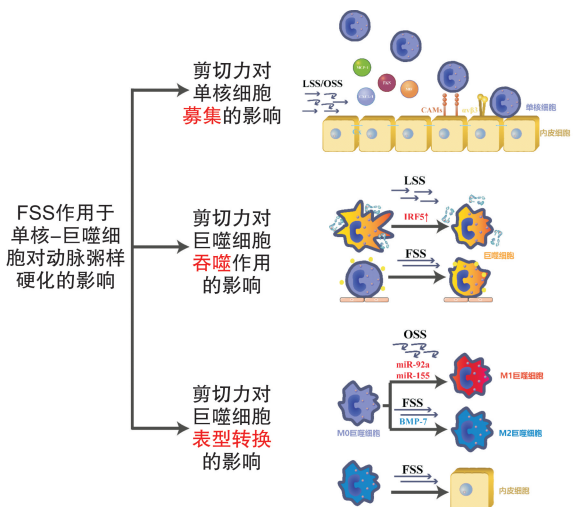 FSS作用于
单核-巨噬细
胞对动脉粥样
硬化的影响
剪切力对
单核细胞
募集的影响
LSS/OSS
CAMs
αvβ3
单核细胞
内皮细胞
剪切力对
巨噬细胞
吞噬作用
的影响
LSS
IRF5↑
FSS
巨噬细胞
剪切力对
巨噬细胞
表型转换
的影响
OSS
miR-92a
miR-155
M1巨噬细胞
M0巨噬细胞
FSS
BMP-7
M2巨噬细胞
FSS
内皮细胞